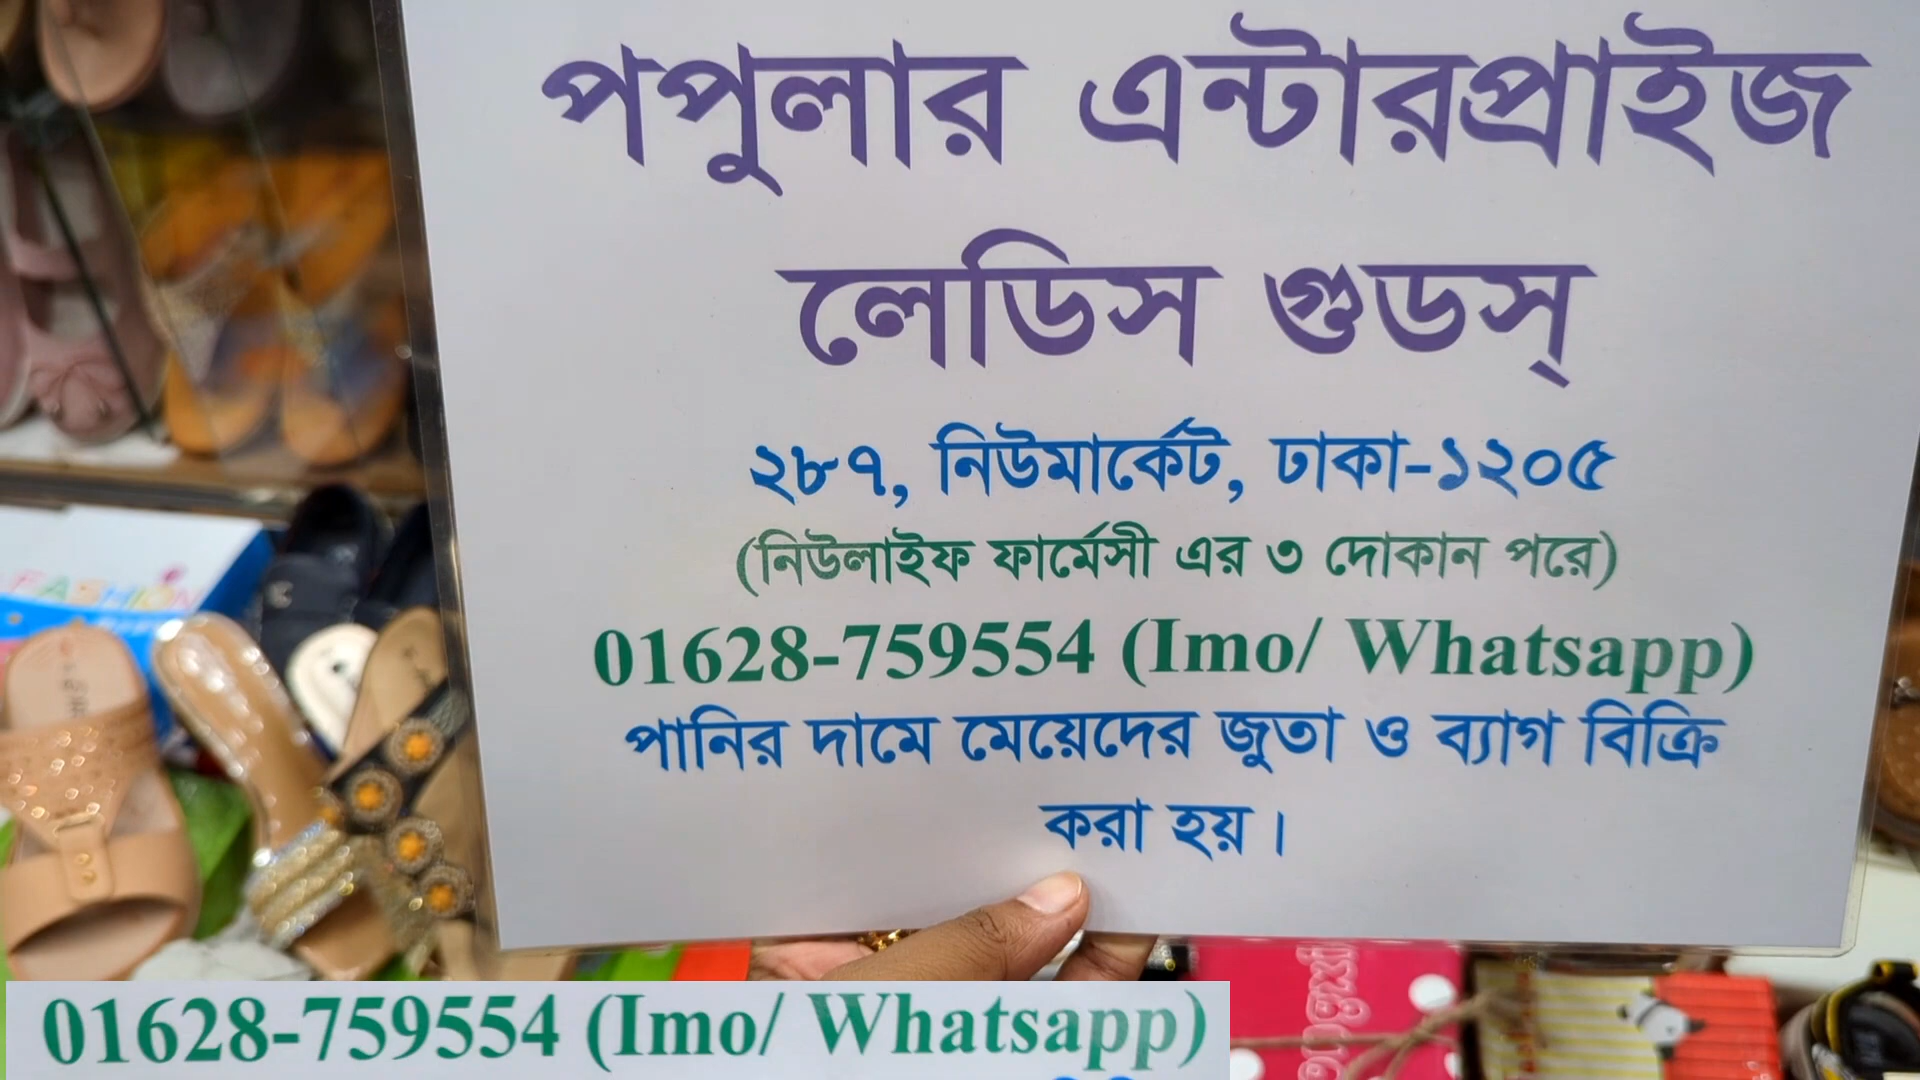 পপুলার এন্টারপ্রাইজ
লেডিস গুডস্
২৮৭, নিউমার্কেট, ঢাকা-১২০৫
(নিউলাইফ ফার্মেসী এর ৩ দোকান পরে)
01628-759554 (Imo/ Whatsapp)
পানির দামে মেয়েদের জুতা ও ব্যাগ বিক্রি
করা হয়।
FASHION
01628-759554 (Imo/ Whatsapp)